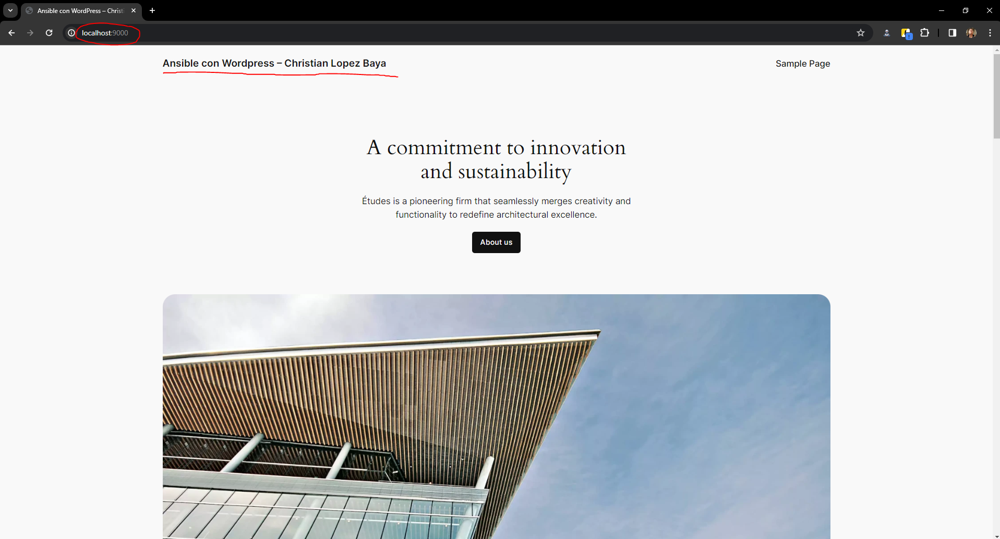 Ansible con WordPress – Christi
localhost:9000
Ansible con Wordpress – Christian Lopez Baya
Sample Page
A commitment to innovation
and sustainability
Études is a pioneering firm that seamlessly merges creativity and
functionality to redefine architectural excellence.
About us